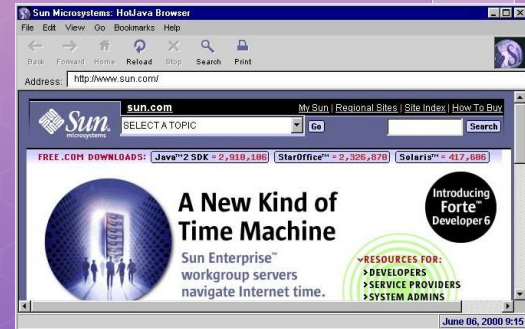 Sun Microsystems: HotJava Browser
File Edit View Go Bookmarks Help
Back Forward Home Reload Stop Search Print
Address: http://www.sun.com/
sun.com My Sun | Regional Sites | Site Index | How To Buy
Sun.
microsystems
SELECT A TOPIC Go Search
FREE .COM DOWNLOADS: Java™2 SDK = 2,910,106 StarOffice™ = 2,326,870 Solaris™ = 417,606
A New Kind of
Time Machine
Sun Enterprise™
workgroup servers
navigate Internet time.
Introducing
Forte™
Developer 6
RESOURCES FOR:
>DEVELOPERS
>SERVICE PROVIDERS
>SYSTEM ADMINS
June 06, 2000 9:15